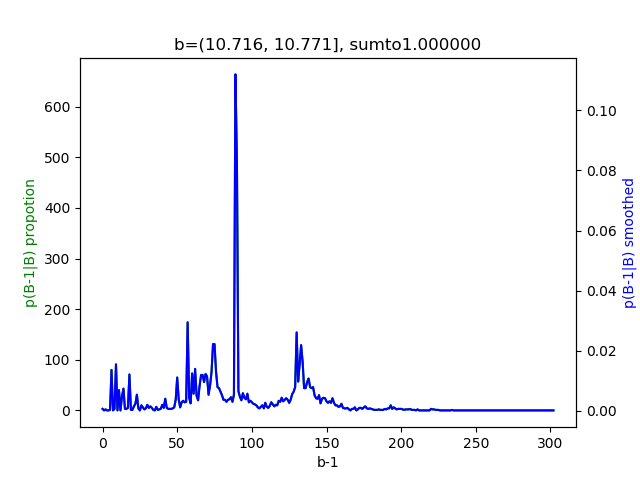 b=(10.716, 10.771], sumto1.000000
600
500
400
300
200
100
0
p(B-1|B) propotion
0.10
0.08
0.06
0.04
0.02
0.00
p(B-1|B) smoothed
0 50 100 150 200 250 300
b-1